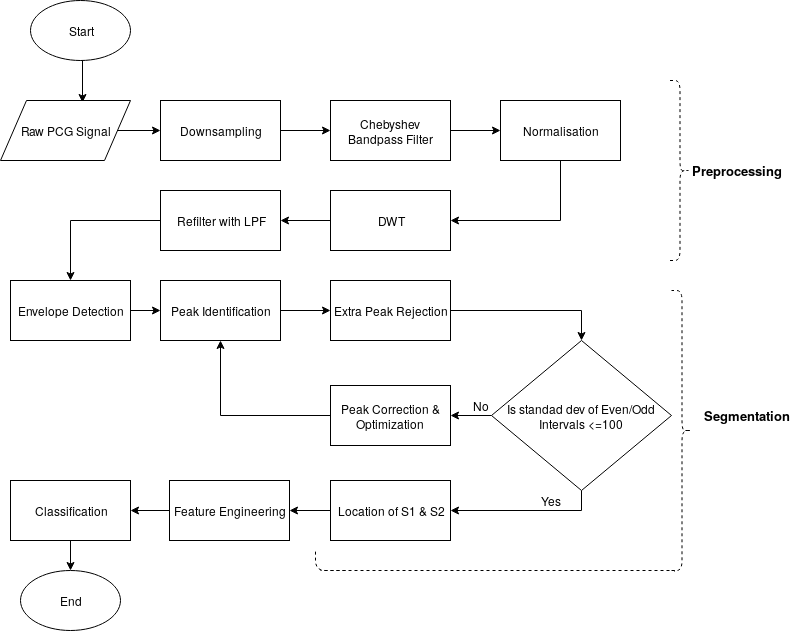 Start
Raw PCG Signal
Downsampling
Chebyshev
Bandpass Filter
Normalisation
Preprocessing
Refilter with LPF
DWT
Envelope Detection
Peak Identification
Extra Peak Rejection
Is standad dev of Even/Odd
Intervals <=100
No
Peak Correction &
Optimization
Segmentation
Yes
Location of S1 & S2
Feature Engineering
Classification
End